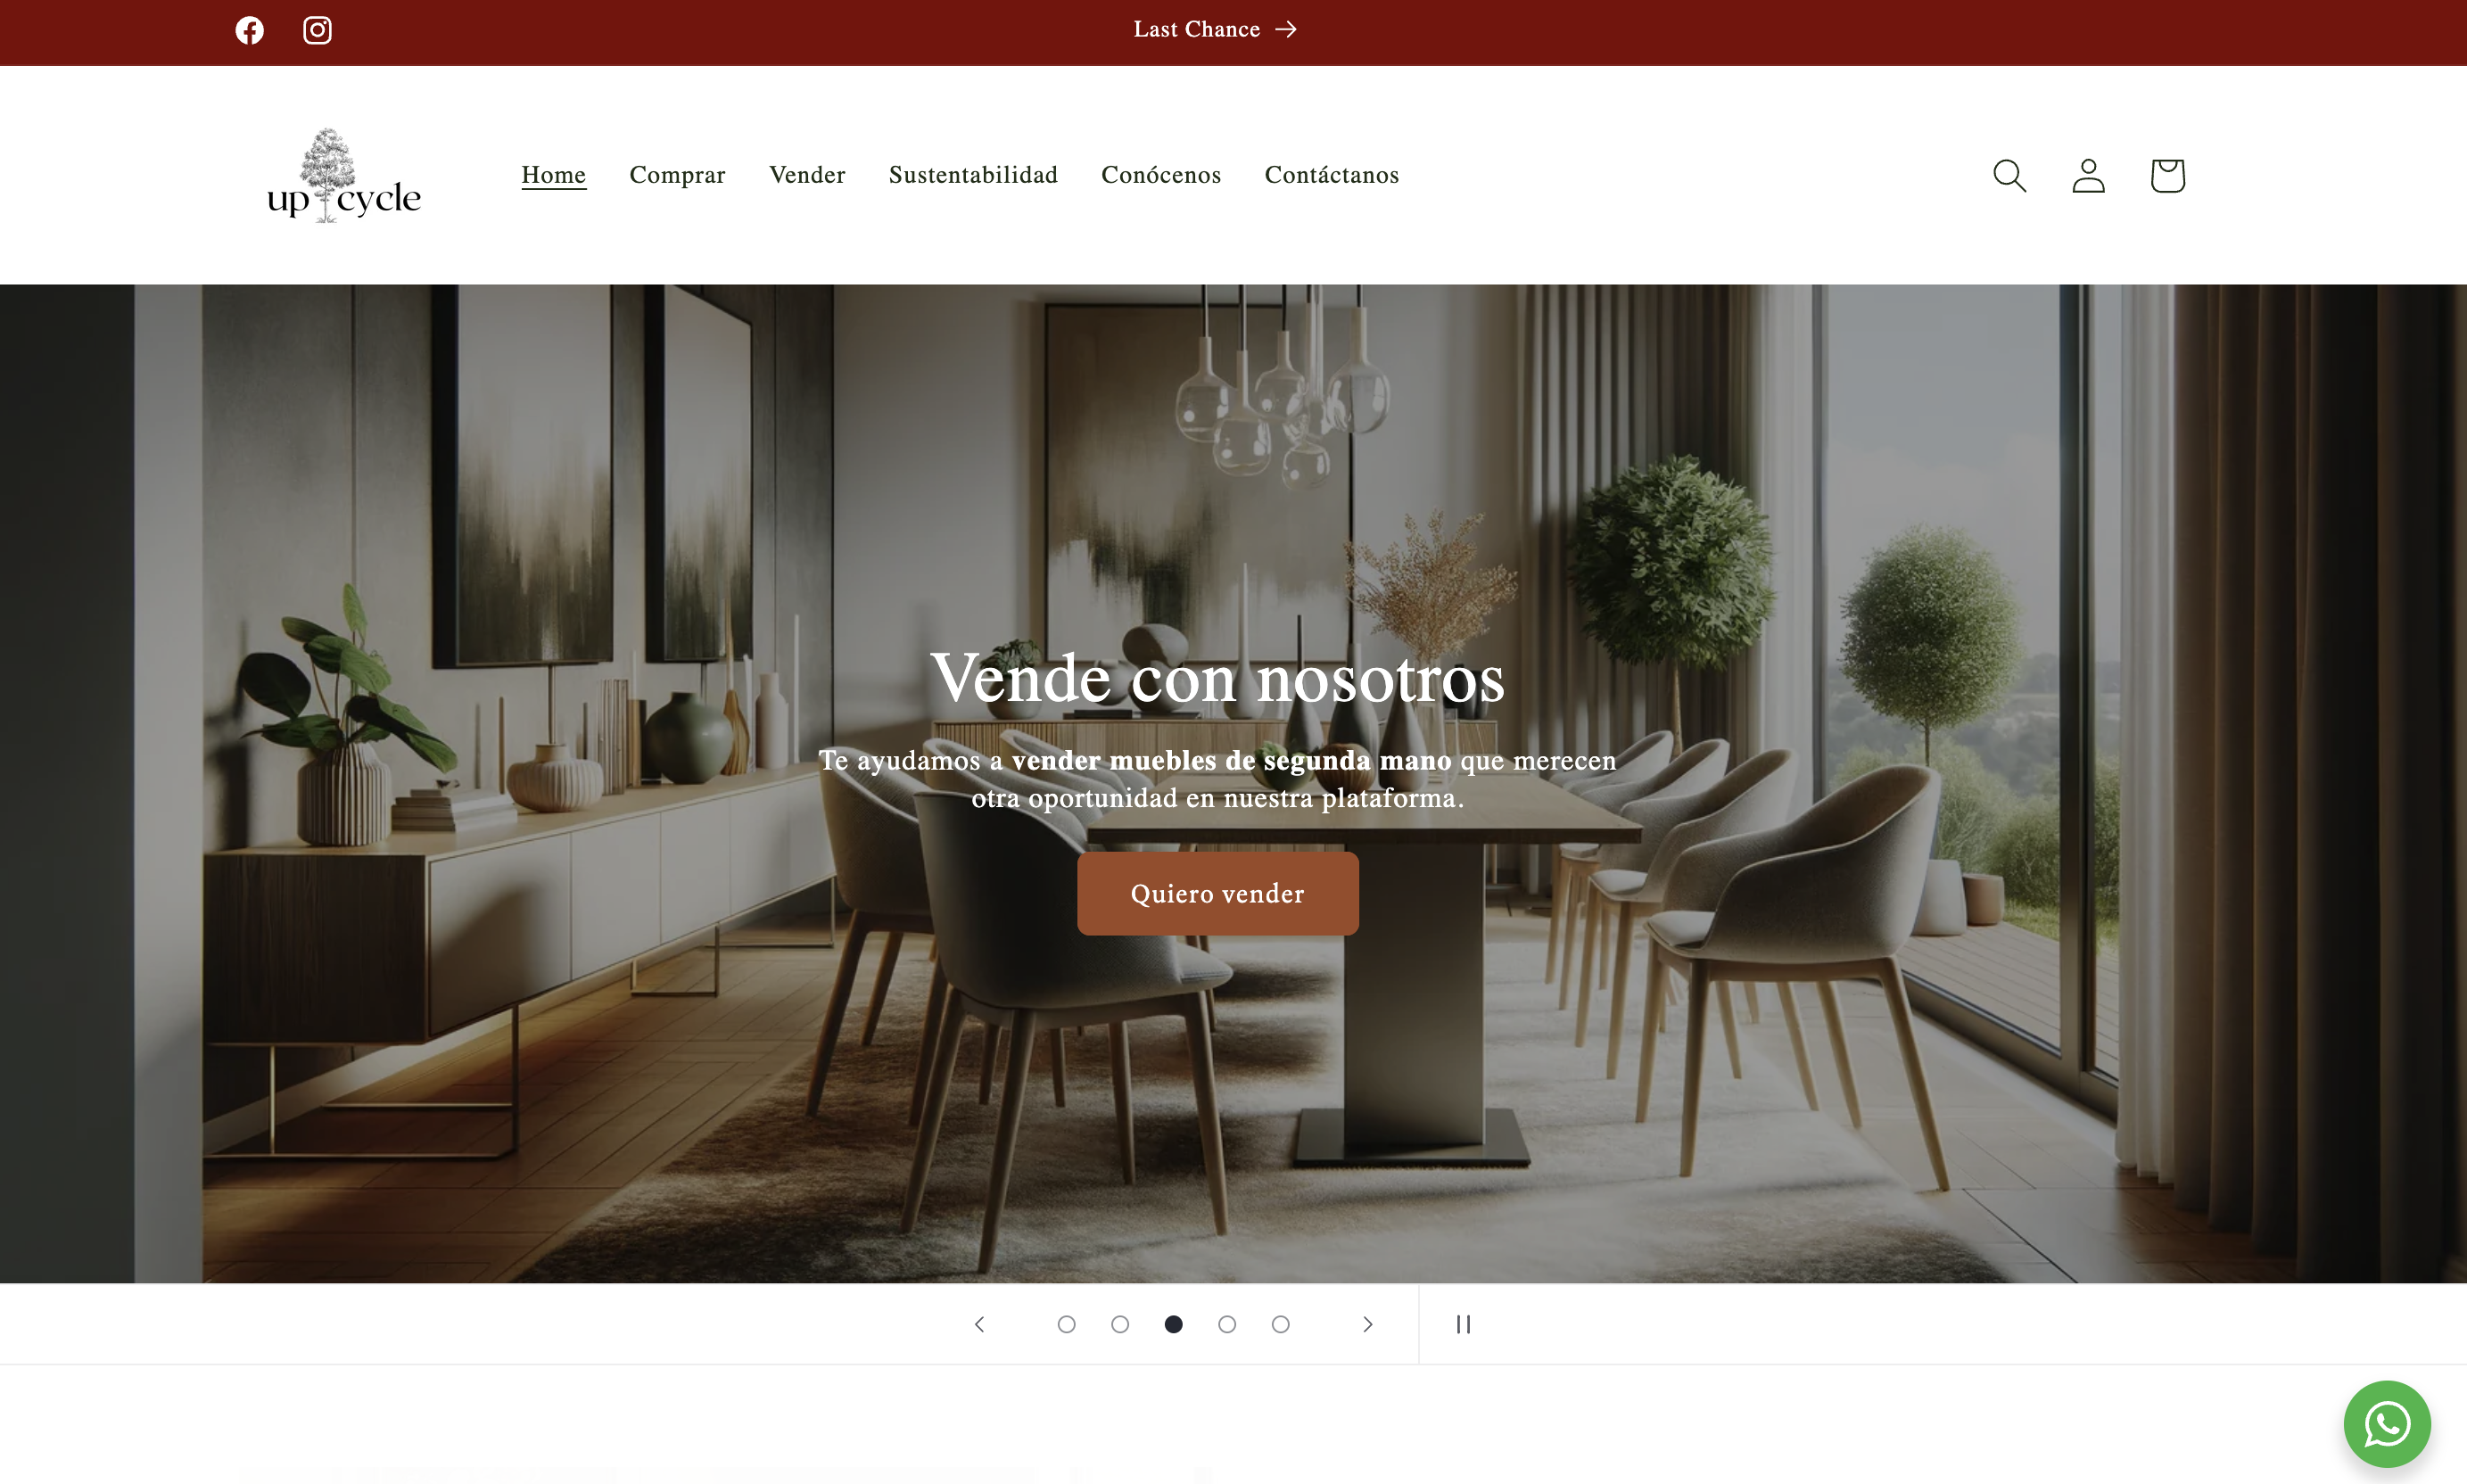 Last Chance
up cycle
Home Comprar Vender Sustentabilidad Conócenos Contáctanos
Vende con nosotros
Te ayudamos a vender muebles de segunda mano que merecen
otra oportunidad en nuestra plataforma.
Quiero vender